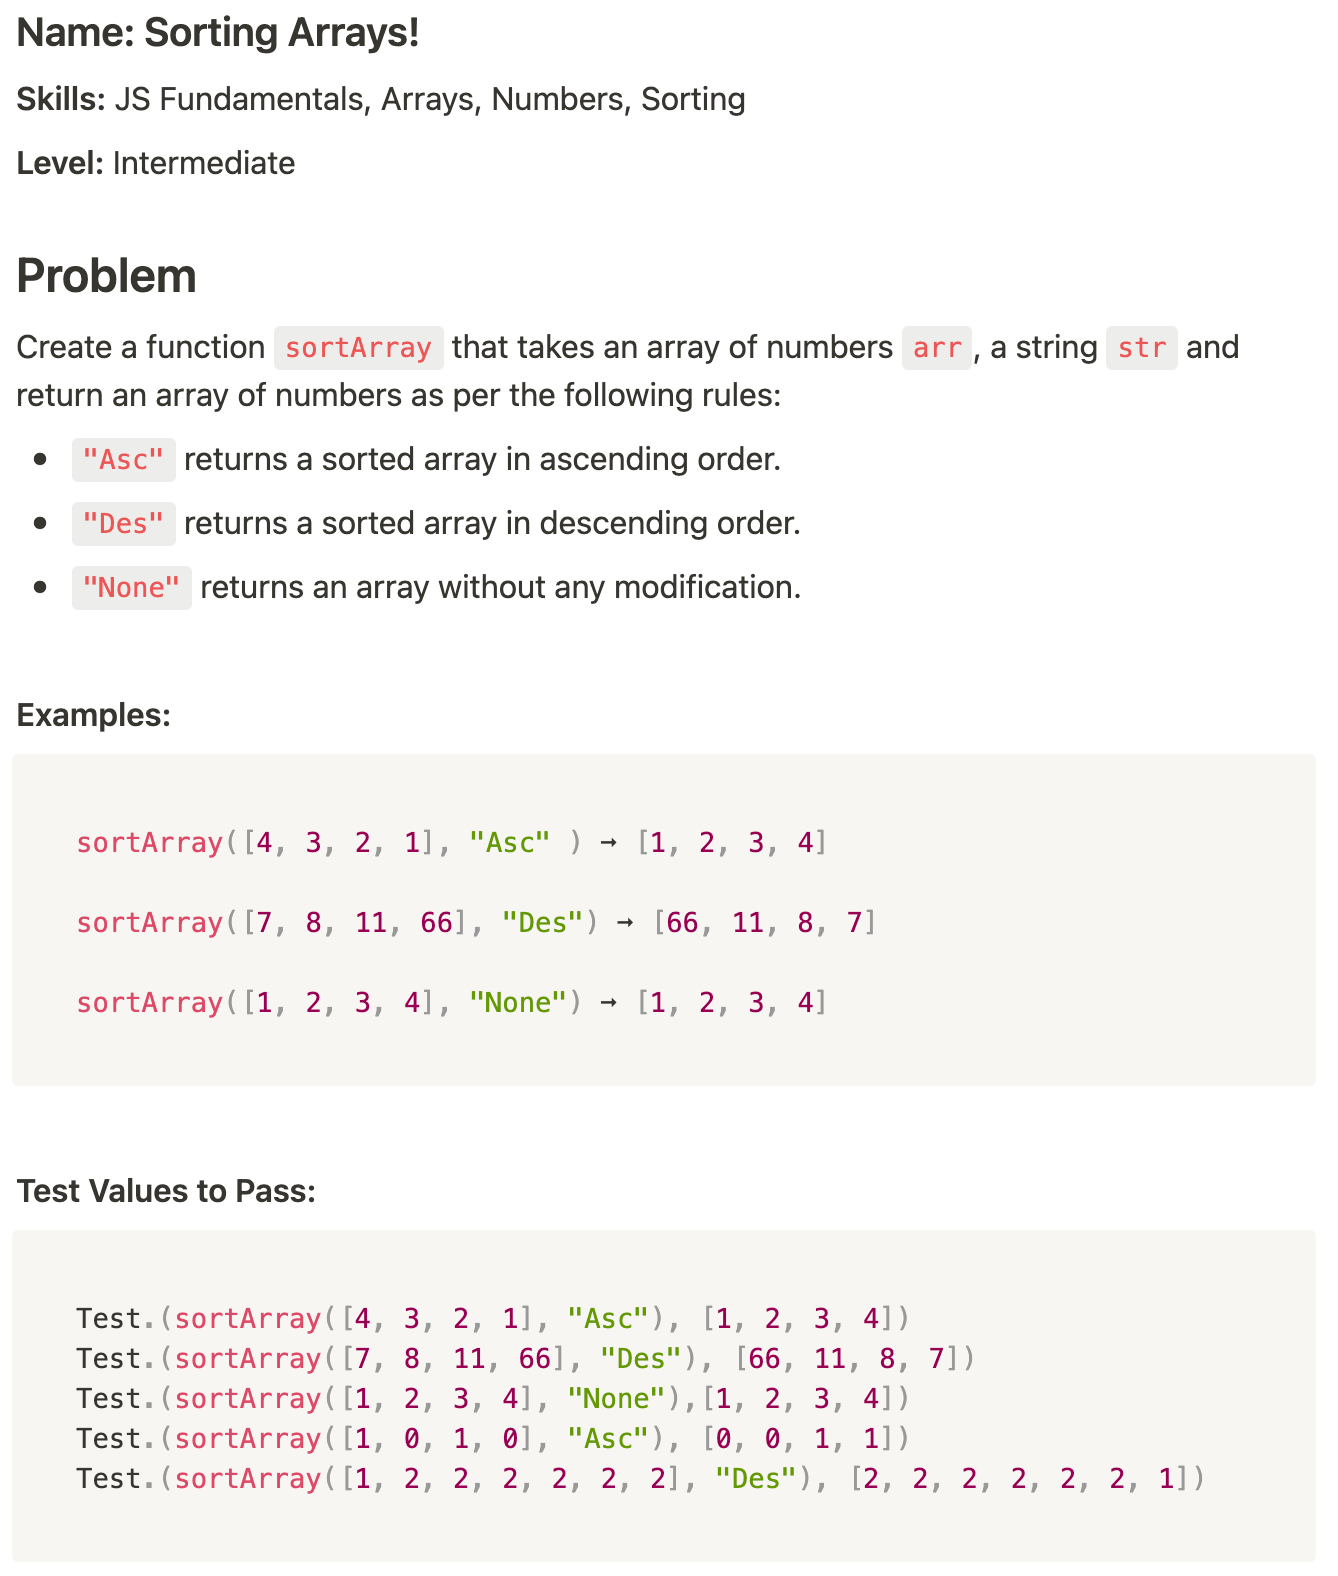 Name: Sorting Arrays!
Skills: JS Fundamentals, Arrays, Numbers, Sorting
Level: Intermediate
Problem
Create a function sortArray that takes an array of numbers arr, a string str and
return an array of numbers as per the following rules:
• "Asc" returns a sorted array in ascending order.
• "Des" returns a sorted array in descending order.
• "None" returns an array without any modification.
Examples:
sortArray([4, 3, 2, 1], "Asc" ) → [1, 2, 3, 4]
sortArray([7, 8, 11, 66], "Des") → [66, 11, 8, 7]
sortArray([1, 2, 3, 4], "None") → [1, 2, 3, 4]
Test Values to Pass:
Test.(sortArray([4, 3, 2, 1], "Asc"), [1, 2, 3, 4])
Test.(sortArray([7, 8, 11, 66], "Des"), [66, 11, 8, 7])
Test.(sortArray([1, 2, 3, 4], "None"),[1, 2, 3, 4])
Test.(sortArray([1, 0, 1, 0], "Asc"), [0, 0, 1, 1])
Test.(sortArray([1, 2, 2, 2, 2, 2, 2], "Des"), [2, 2, 2, 2, 2, 2, 1])